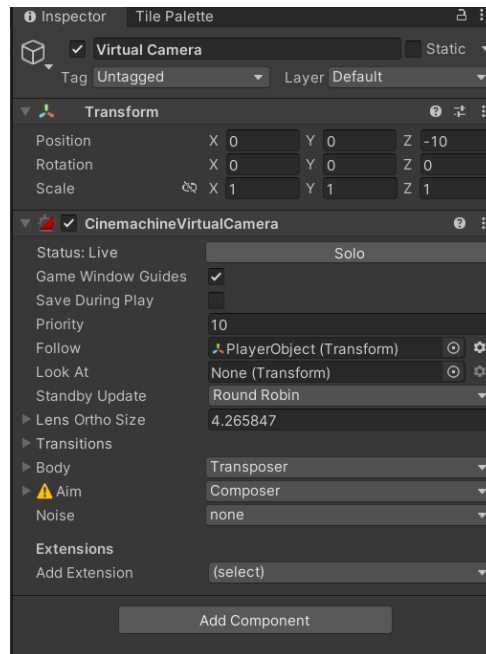 Inspector Tile Palette
Virtual Camera Static
Tag Untagged Layer Default
Transform
Position X 0 Y 0 Z -10
Rotation X 0 Y 0 Z 0
Scale X 1 Y 1 Z 1
CinemachineVirtualCamera
Status: Live Solo
Game Window Guides
Save During Play
Priority 10
Follow PlayerObject (Transform)
Look At None (Transform)
Standby Update Round Robin
Lens Ortho Size 4.265847
Transitions
Body Transposer
Aim Composer
Noise none
Extensions
Add Extension (select)
Add Component